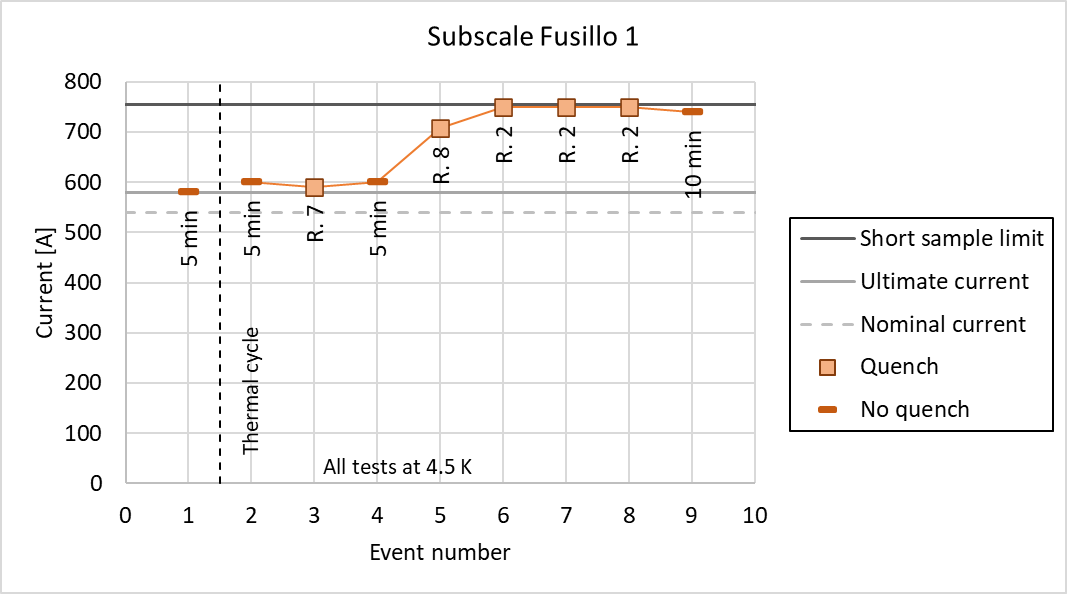 Subscale Fusillo 1
Current [A]
800
700
600
500
400
300
200
100
0
5 min
5 min
R. 7
5 min
R. 8
R. 2
R. 2
R. 2
10 min
Thermal cycle
All tests at 4.5 K
0 1 2 3 4 5 6 7 8 9 10
Event number
Short sample limit
Ultimate current
Nominal current
Quench
No quench